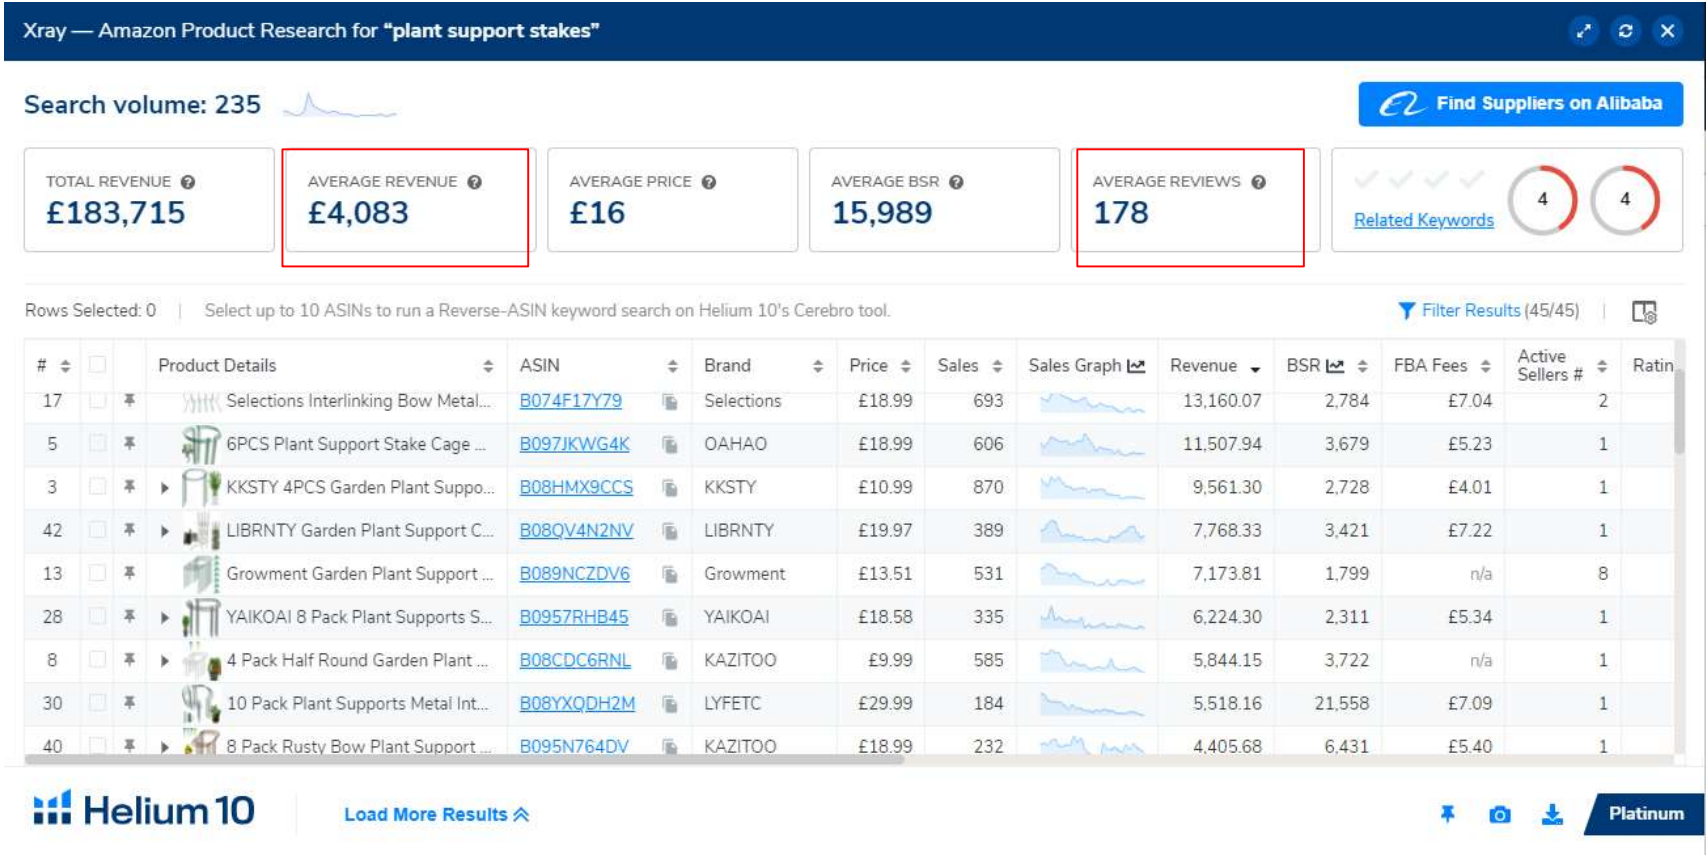 Xray — Amazon Product Research for “plant support stakes”
Search volume: 235
Find Suppliers on Alibaba
TOTAL REVENUE
£183,715
AVERAGE REVENUE
£4,083
AVERAGE PRICE
£16
AVERAGE BSR
15,989
AVERAGE REVIEWS
178
Related Keywords
4
4
Rows Selected: 0 | Select up to 10 ASINs to run a Reverse-ASIN keyword search on Helium 10's Cerebro tool. Filter Results (45/45)
# Product Details ASIN Brand Price Sales Sales Graph Revenue BSR FBA Fees Active Sellers # Ratin
17 Selections Interlinking Bow Metal... B074F17Y79 Selections £18.99 693 13,160.07 2,784 £7.04 2
5 6PCS Plant Support Stake Cage ... B097JKWG4K OAHAO £18.99 606 11,507.94 3,679 £5.23 1
3 KKSTY 4PCS Garden Plant Suppo... B08HMX9CCS KKSTY £10.99 870 9,561.30 2,728 £4.01 1
42 LIBRNTY Garden Plant Support C... B08QV4N2NV LIBRNTY £19.97 389 7,768.33 3,421 £7.22 1
13 Growment Garden Plant Support ... B089NCZDV6 Growment £13.51 531 7,173.81 1,799 n/a 8
28 YAIKOAI 8 Pack Plant Supports S... B0957RHB45 YAIKOAI £18.58 335 6,224.30 2,311 £5.34 1
8 4 Pack Half Round Garden Plant ... B08CDC6RNL KAZITOO £9.99 585 5,844.15 3,722 n/a 1
30 10 Pack Plant Supports Metal Int... B08YXQDH2M LYFETC £29.99 184 5,518.16 21,558 £7.09 1
40 8 Pack Rusty Bow Plant Support ... B095N764DV KAZITOO £18.99 232 4,405.68 6,431 £5.40 1
Helium 10
Load More Results
Platinum